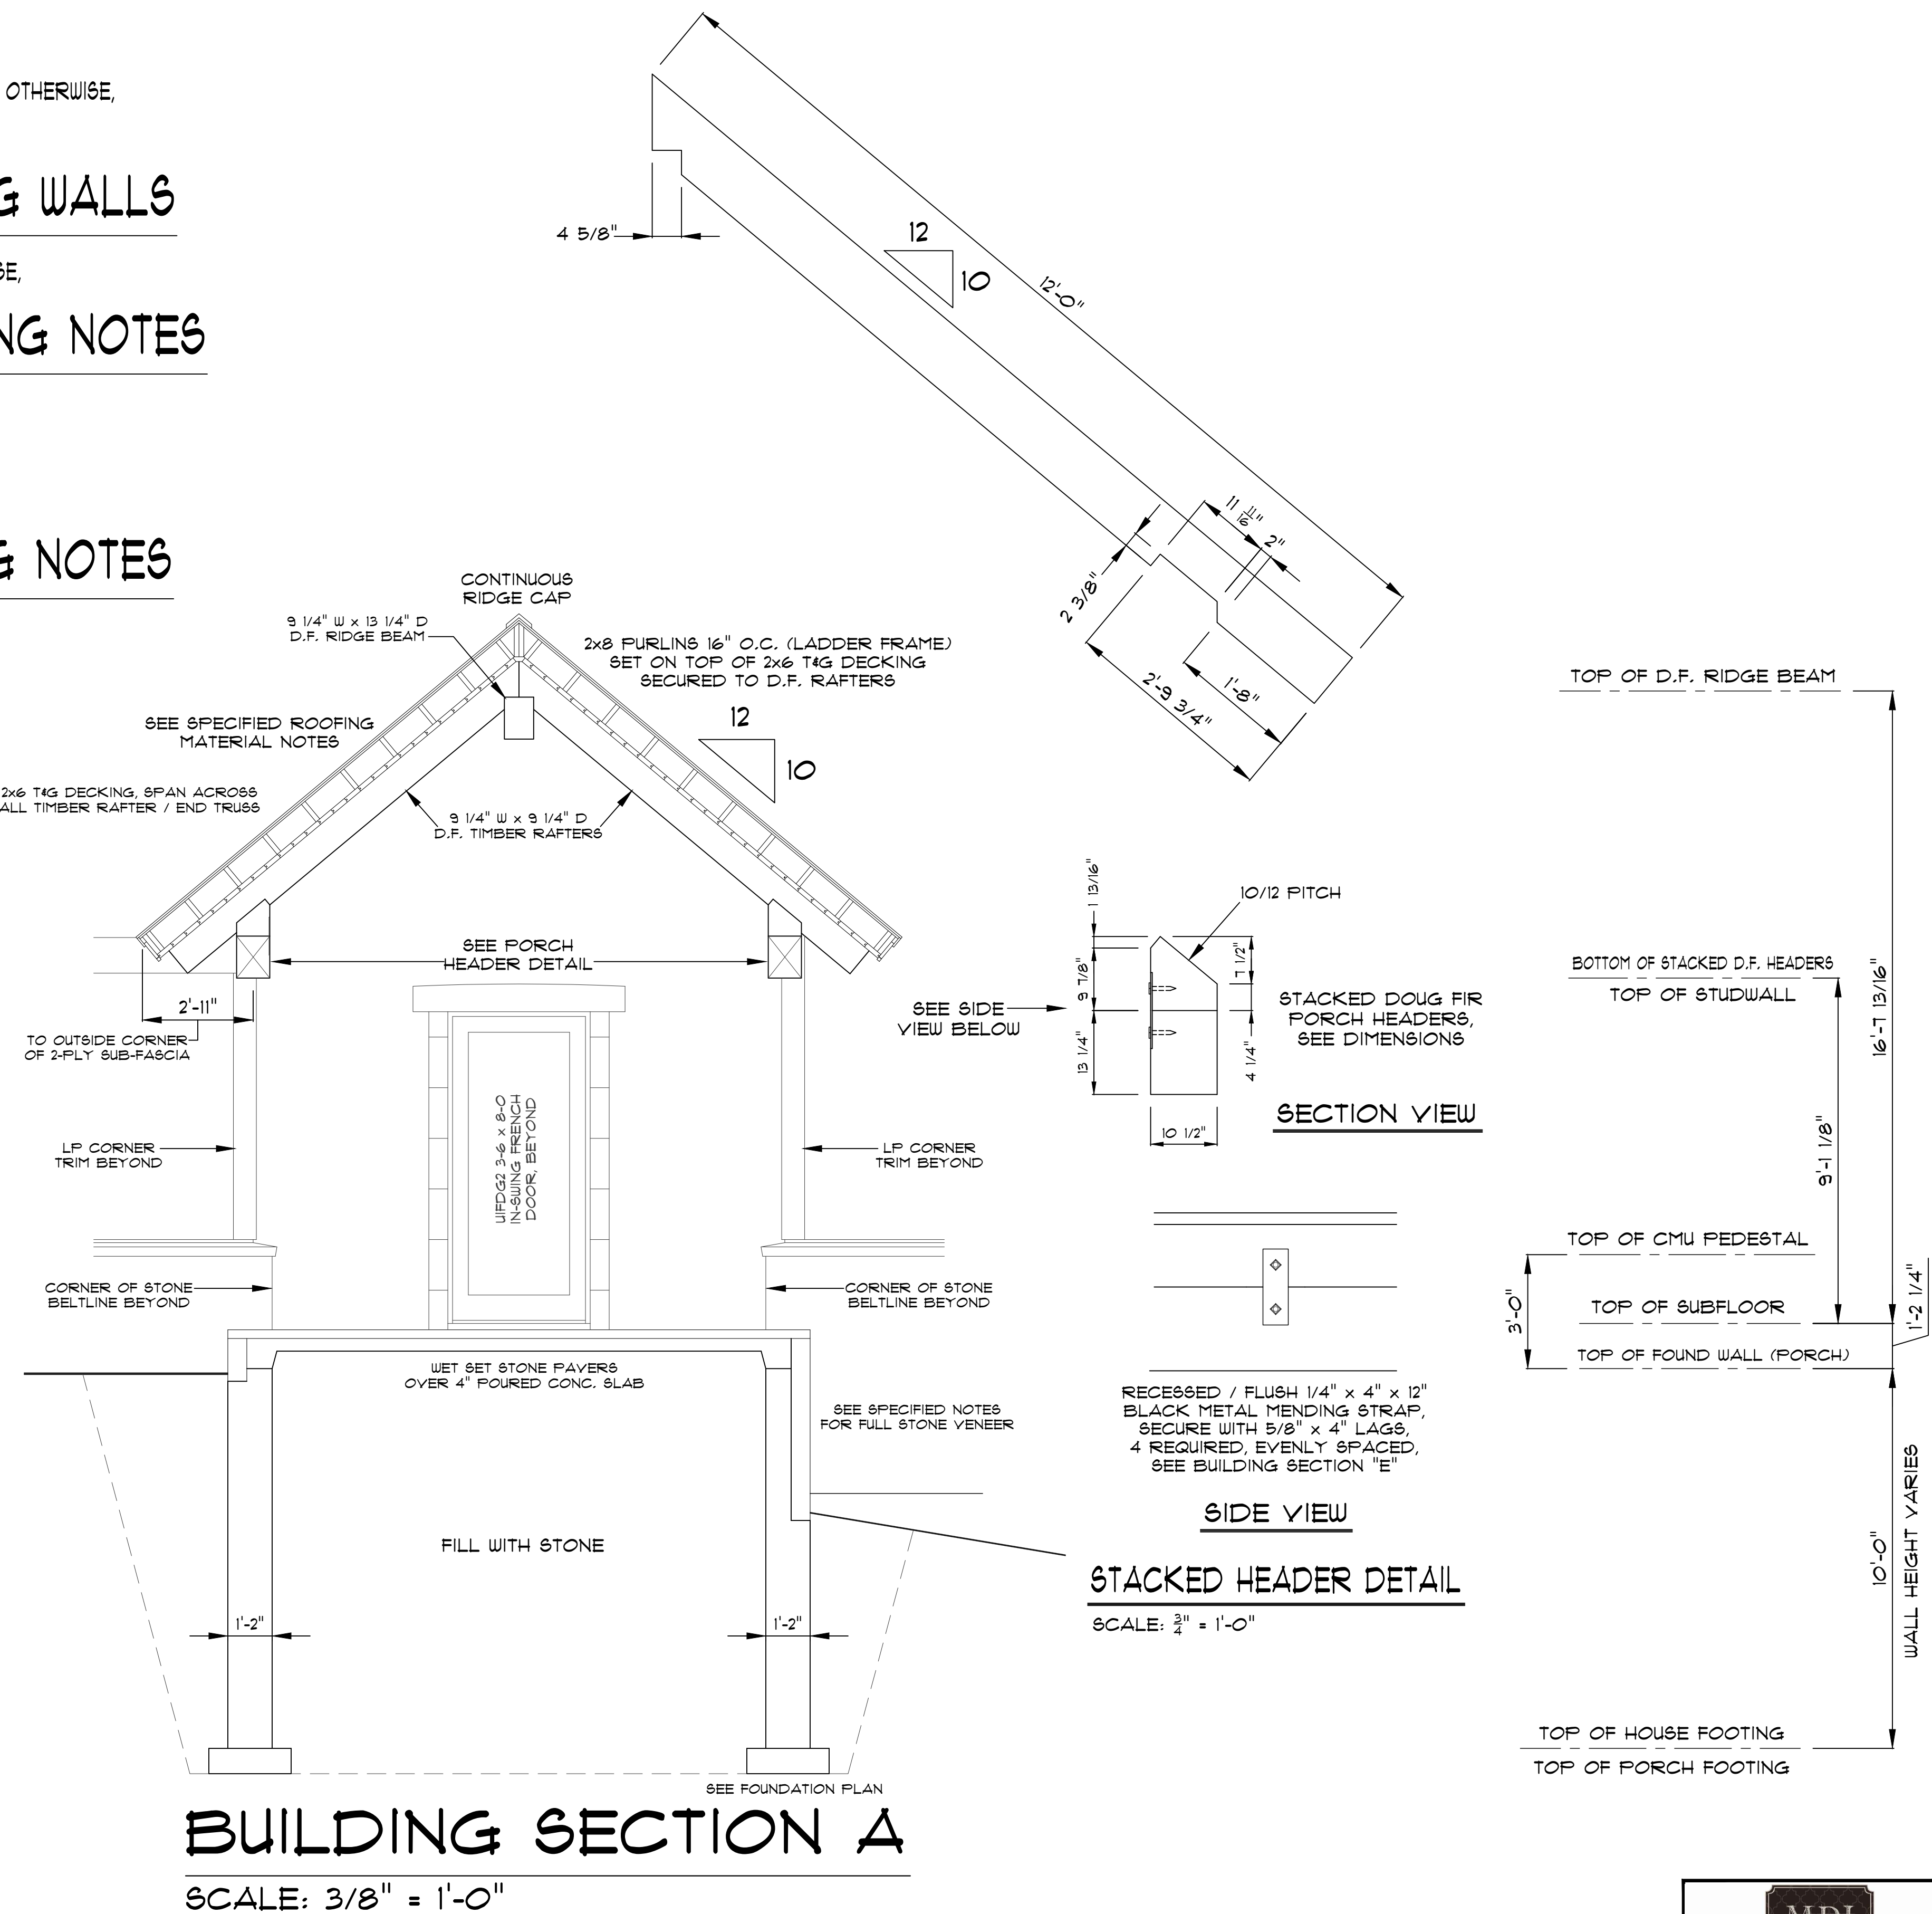 OTHERWISE,
G WALLS
SE,
NG NOTES
G NOTES
4 5/8"
12
10
12'-0"
11 11/16"
2"
2 3/8"
2'-9 3/4"
1'-8"
CONTINUOUS
RIDGE CAP
9 1/4" W x 13 1/4" D
D.F. RIDGE BEAM
2x8 PURLINS 16" O.C. (LADDER FRAME)
SET ON TOP OF 2x6 T&G DECKING
SECURED TO D.F. RAFTERS
SEE SPECIFIED ROOFING
MATERIAL NOTES
12
10
2x6 T&G DECKING, SPAN ACROSS
ALL TIMBER RAFTER / END TRUSS
9 1/4" W x 9 1/4" D
D.F. TIMBER RAFTERS
SEE PORCH
HEADER DETAIL
2'-11"
TO OUTSIDE CORNER
OF 2-PLY SUB-FASCIA
UIFDG2 3-6 x 8-0
IN-SWING FRENCH
DOOR, BEYOND
LP CORNER
TRIM BEYOND
LP CORNER
TRIM BEYOND
CORNER OF STONE
BELTLINE BEYOND
CORNER OF STONE
BELTLINE BEYOND
WET SET STONE PAVERS
OVER 4" POURED CONC. SLAB
SEE SPECIFIED NOTES
FOR FULL STONE VENEER
FILL WITH STONE
1'-2"
1'-2"
SEE FOUNDATION PLAN
BUILDING SECTION A
SCALE: 3/8" = 1'-0"
1 13/16"
10/12 PITCH
9 7/8"
7 1/2"
SEE SIDE
VIEW BELOW
STACKED DOUG FIR
PORCH HEADERS,
SEE DIMENSIONS
13 1/4"
4 1/4"
10 1/2"
SECTION VIEW
RECESSED / FLUSH 1/4" x 4" x 12"
BLACK METAL MENDING STRAP,
SECURE WITH 5/8" x 4" LAGS,
4 REQUIRED, EVENLY SPACED,
SEE BUILDING SECTION "E"
SIDE VIEW
STACKED HEADER DETAIL
SCALE: 3/4" = 1'-0"
TOP OF D.F. RIDGE BEAM
BOTTOM OF STACKED D.F. HEADERS
TOP OF STUDWALL
16'-7 13/16"
9'-1 1/8"
TOP OF CMU PEDESTAL
3'-0"
TOP OF SUBFLOOR
1'-2 1/4"
TOP OF FOUND WALL (PORCH)
10'-0"
WALL HEIGHT VARIES
TOP OF HOUSE FOOTING
TOP OF PORCH FOOTING